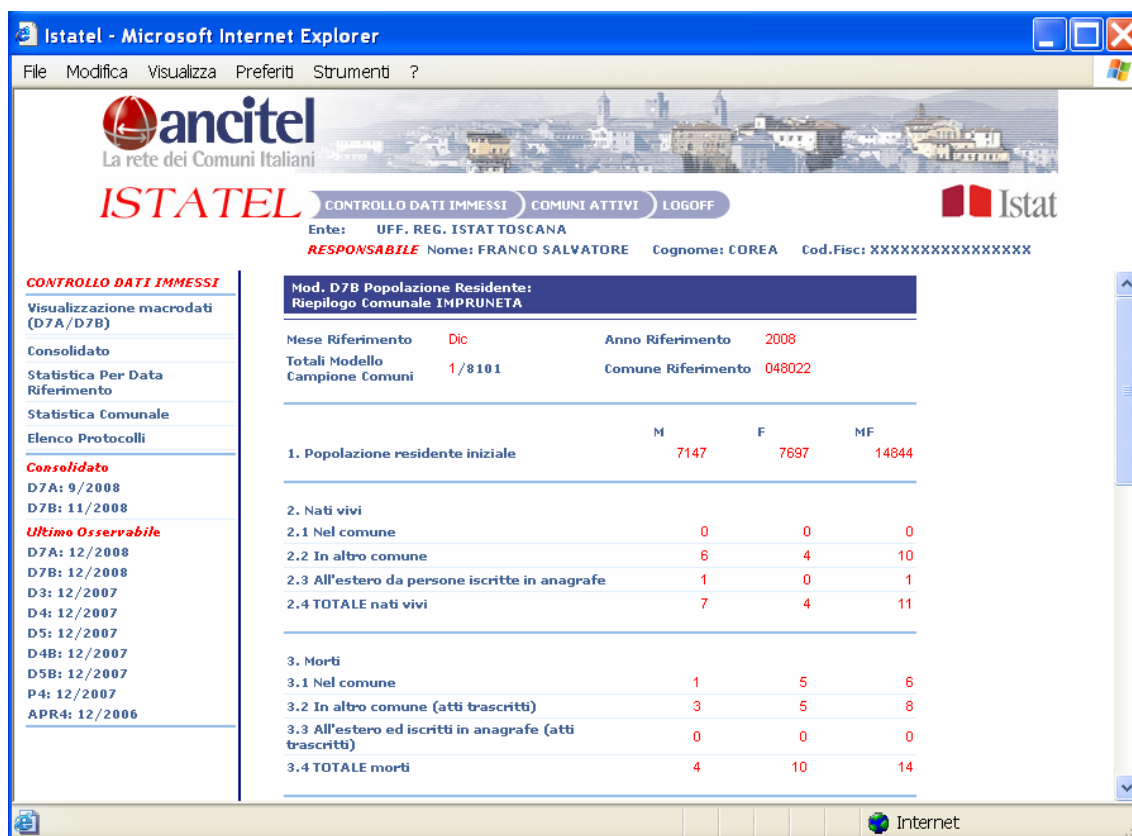 Istatel - Microsoft Internet Explorer
File Modifica Visualizza Preferiti Strumenti ?
ancitel
La rete dei Comuni Italiani
ISTATEL
CONTROLLO DATI IMMESSI COMUNI ATTIVI LOGOFF
Istat
Ente: UFF. REG. ISTAT TOSCANA
RESPONSABILE Nome: FRANCO SALVATORE Cognome: COREA Cod.Fisc: XXXXXXXXXXXXXXXX
CONTROLLO DATI IMMESSI
Visualizzazione macrodati
(D7A/D7B)
Consolidato
Statistica Per Data
Riferimento
Statistica Comunale
Elenco Protocolli
Consolidato
D7A: 9/2008
D7B: 11/2008
Ultimo Osservabile
D7A: 12/2008
D7B: 12/2008
D3: 12/2007
D4: 12/2007
D5: 12/2007
D4B: 12/2007
D5B: 12/2007
P4: 12/2007
APR4: 12/2006
Mod. D7B Popolazione Residente:
Riepilogo Comunale IMPRUNETA
Mese Riferimento Dic Anno Riferimento 2008
Totali Modello
Campione Comuni 1/8101 Comune Riferimento 048022
M F MF
1. Popolazione residente iniziale 7147 7697 14844
2. Nati vivi
2.1 Nel comune 0 0 0
2.2 In altro comune 6 4 10
2.3 All'estero da persone iscritte in anagrafe 1 0 1
2.4 TOTALE nati vivi 7 4 11
3. Morti
3.1 Nel comune 1 5 6
3.2 In altro comune (atti trascritti) 3 5 8
3.3 All'estero ed iscritti in anagrafe (atti
trascritti) 0 0 0
3.4 TOTALE morti 4 10 14
Internet